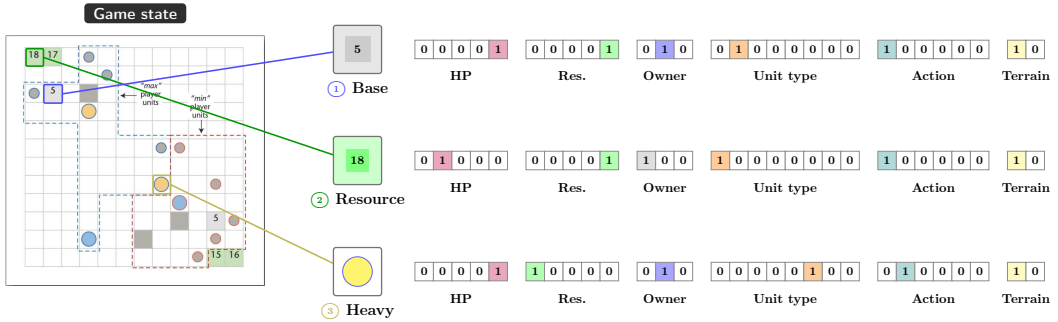 Game state
18 17
5
"max"
player
units
"min"
player
units
5
15 16
5
1 Base
0 0 0 0 1
HP
0 0 0 0 1
Res.
0 1 0
Owner
0 1 0 0 0 0 0 0
Unit type
1 0 0 0 0 0
Action
1 0
Terrain
18
2 Resource
0 1 0 0 0
HP
0 0 0 0 1
Res.
1 0 0
Owner
1 0 0 0 0 0 0 0
Unit type
1 0 0 0 0 0
Action
1 0
Terrain
3 Heavy
0 0 0 0 1
HP
1 0 0 0 0
Res.
0 1 0
Owner
0 0 0 0 0 1 0 0
Unit type
0 1 0 0 0 0
Action
1 0
Terrain